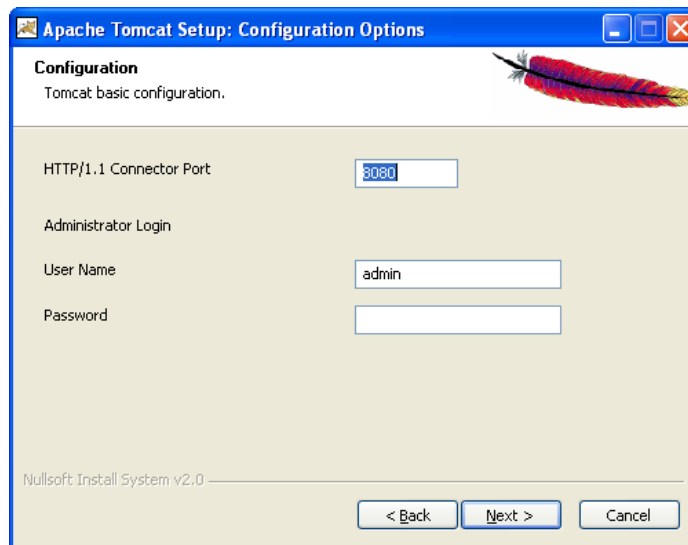 Apache Tomcat Setup: Configuration Options
Configuration
Tomcat basic configuration.
HTTP/1.1 Connector Port 8080
Administrator Login
User Name admin
Password
Nullsoft Install System v2.0
< Back Next > Cancel